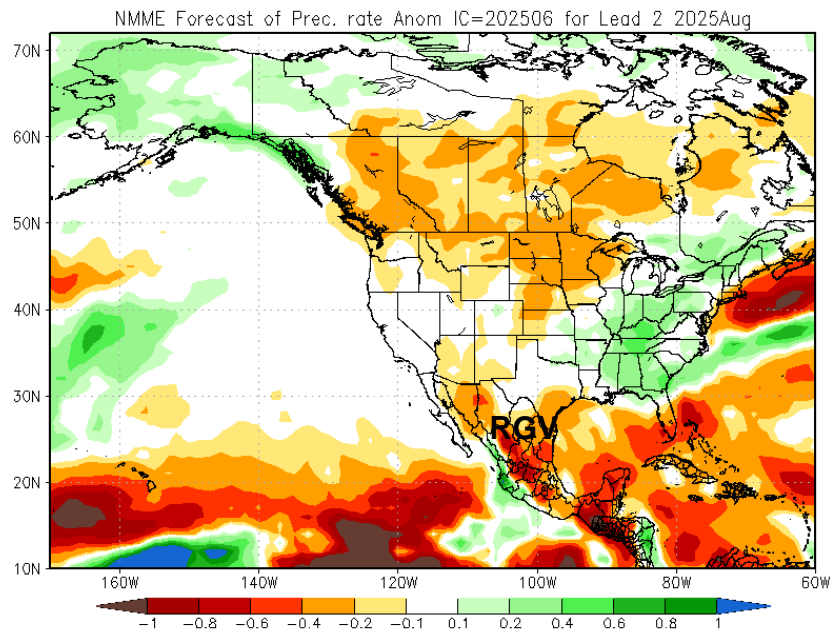 NMME Forecast of Prec. rate Anom IC=202506 for Lead 2 2025Aug
70N
60N
50N
40N
30N
RGV
20N
10N
160W 140W 120W 100W 80W 60W
-1 -0.8 -0.6 -0.4 -0.2 -0.1 0.1 0.2 0.4 0.6 0.8 1